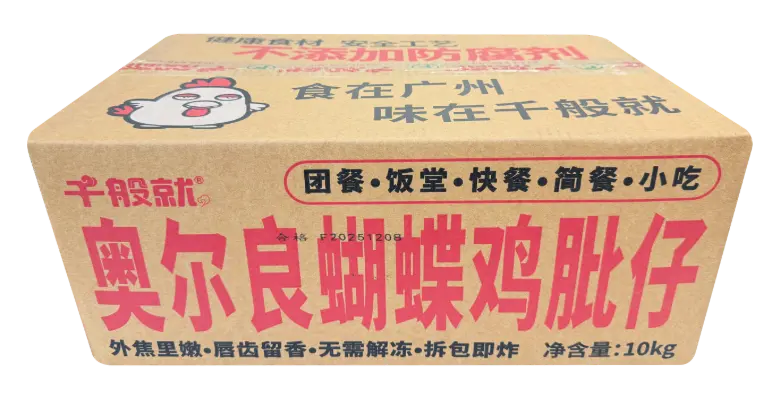 健康食材 安全工艺
不添加防腐剂
食在广州
味在千般就
千般就®
团餐·饭堂·快餐·简餐·小吃
合格 F20251208
奥尔良蝴蝶鸡肶仔
外焦里嫩·唇齿留香·无需解冻·拆包即炸 净含量:10kg